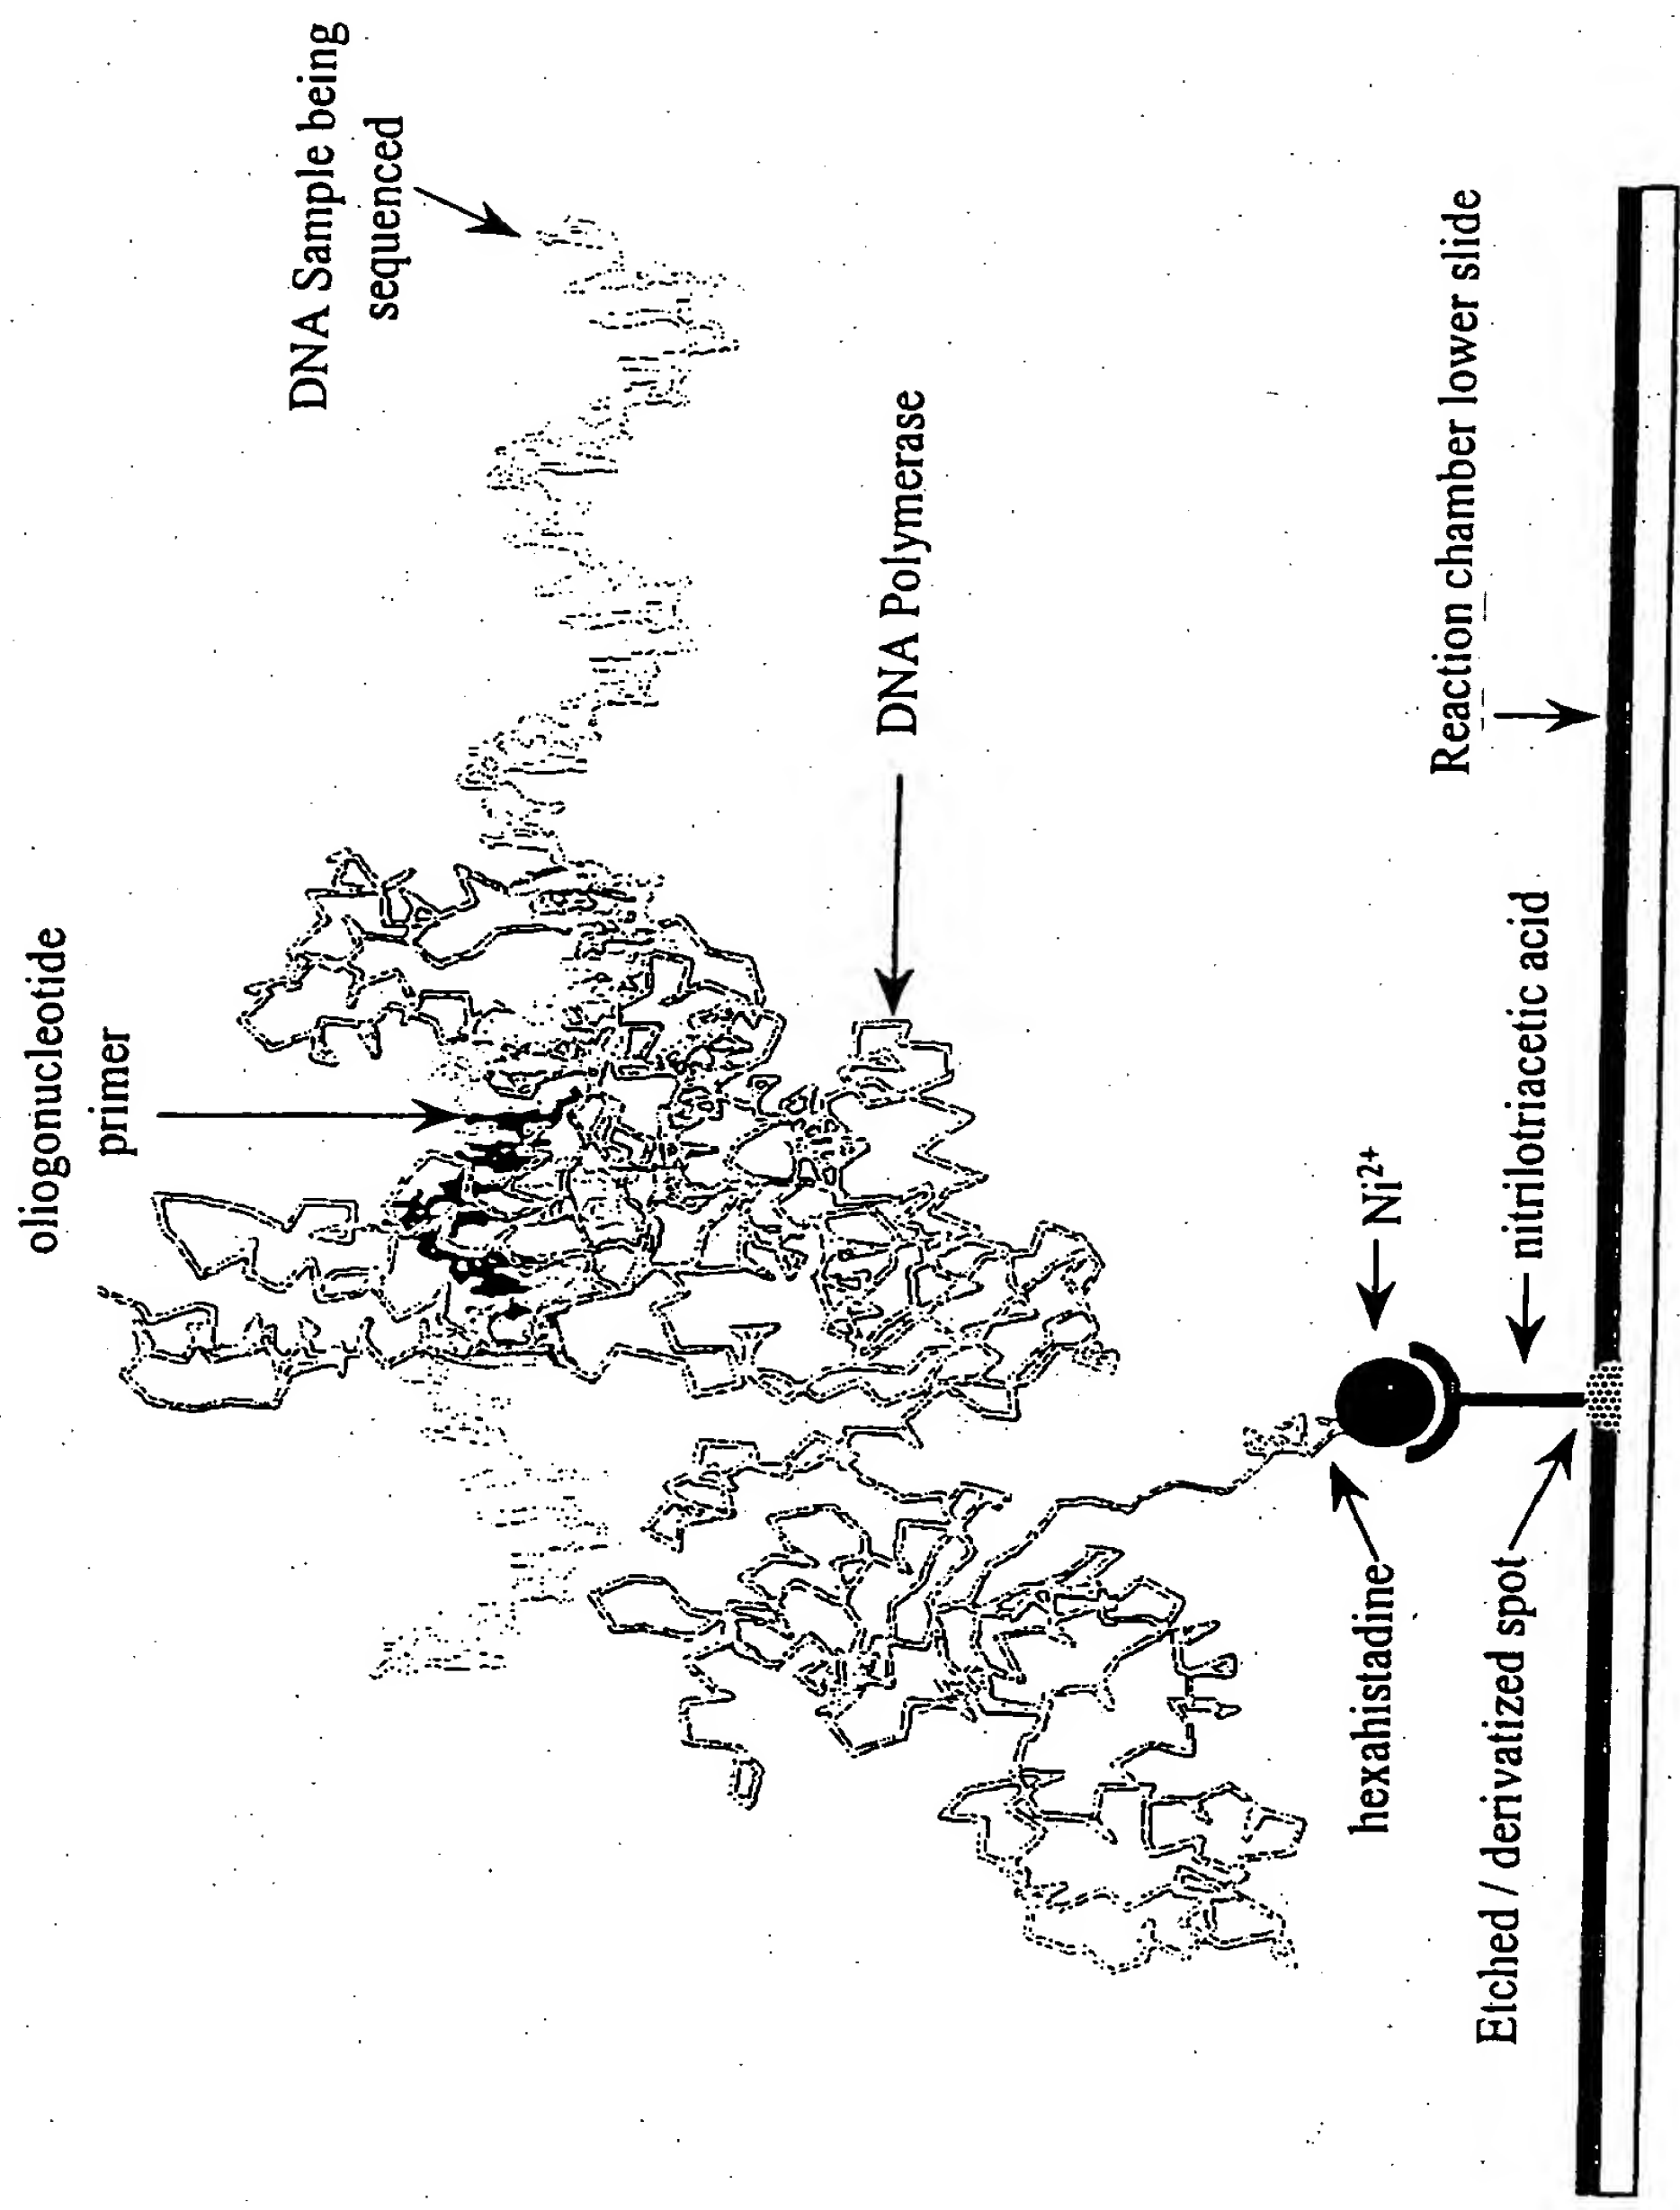 oliogonucleotide
primer
DNA Sample being
sequenced
DNA Polymerase
Ni²⁺
hexahistadine
nitrilotriacetic acid
Etched / derivatized spot
Reaction chamber lower slide